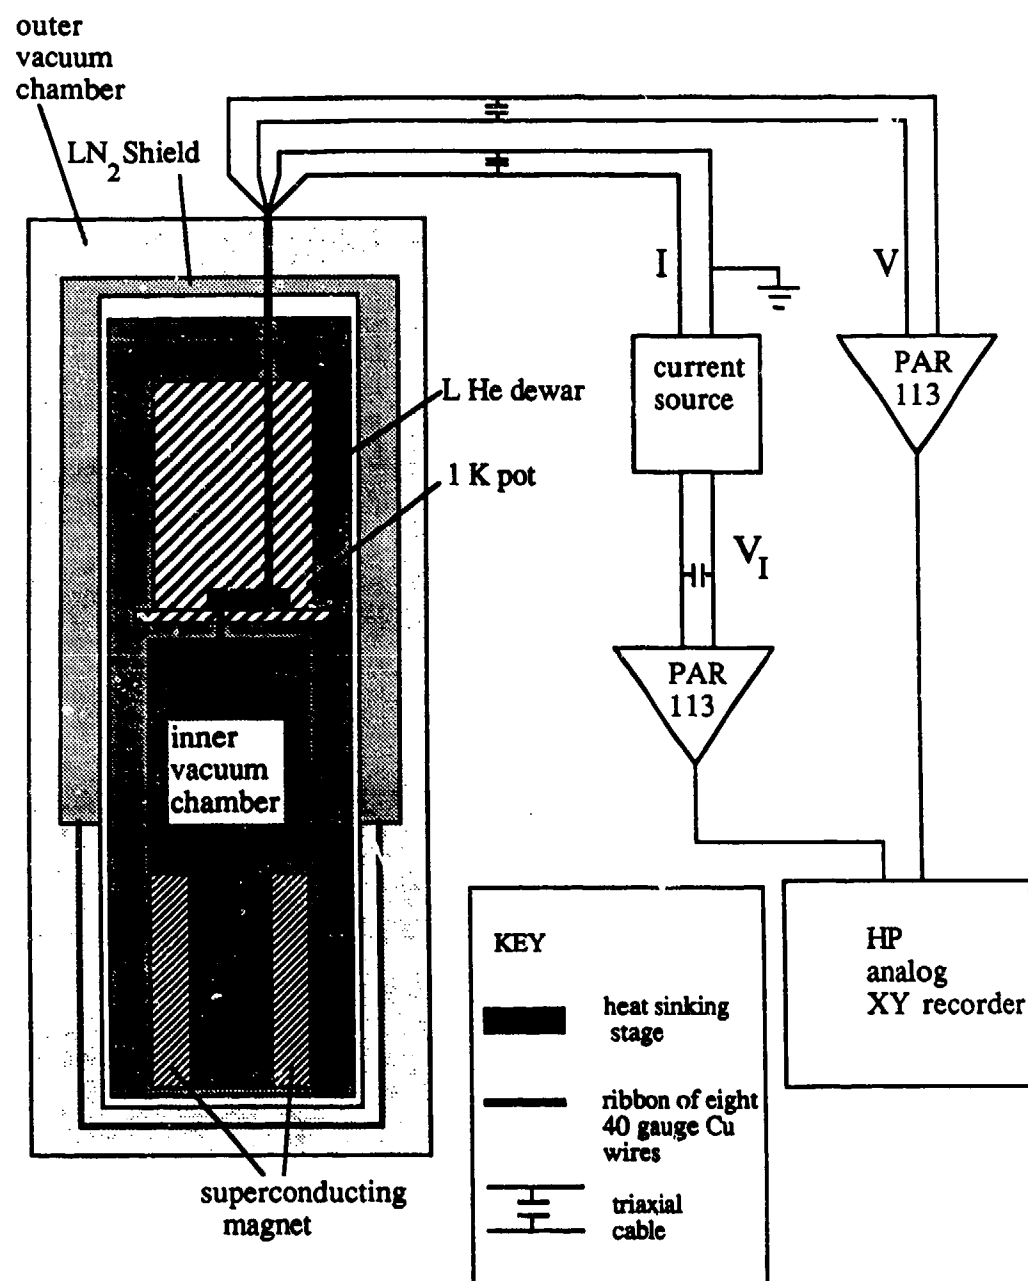 outer
vacuum
chamber
LN2 Shield
L He dewar
1 K pot
inner
vacuum
chamber
superconducting
magnet
I
V
current
source
PAR
113
VI
PAR
113
HP
analog
XY recorder
KEY
heat sinking
stage
ribbon of eight
40 gauge Cu
wires
triaxial
cable